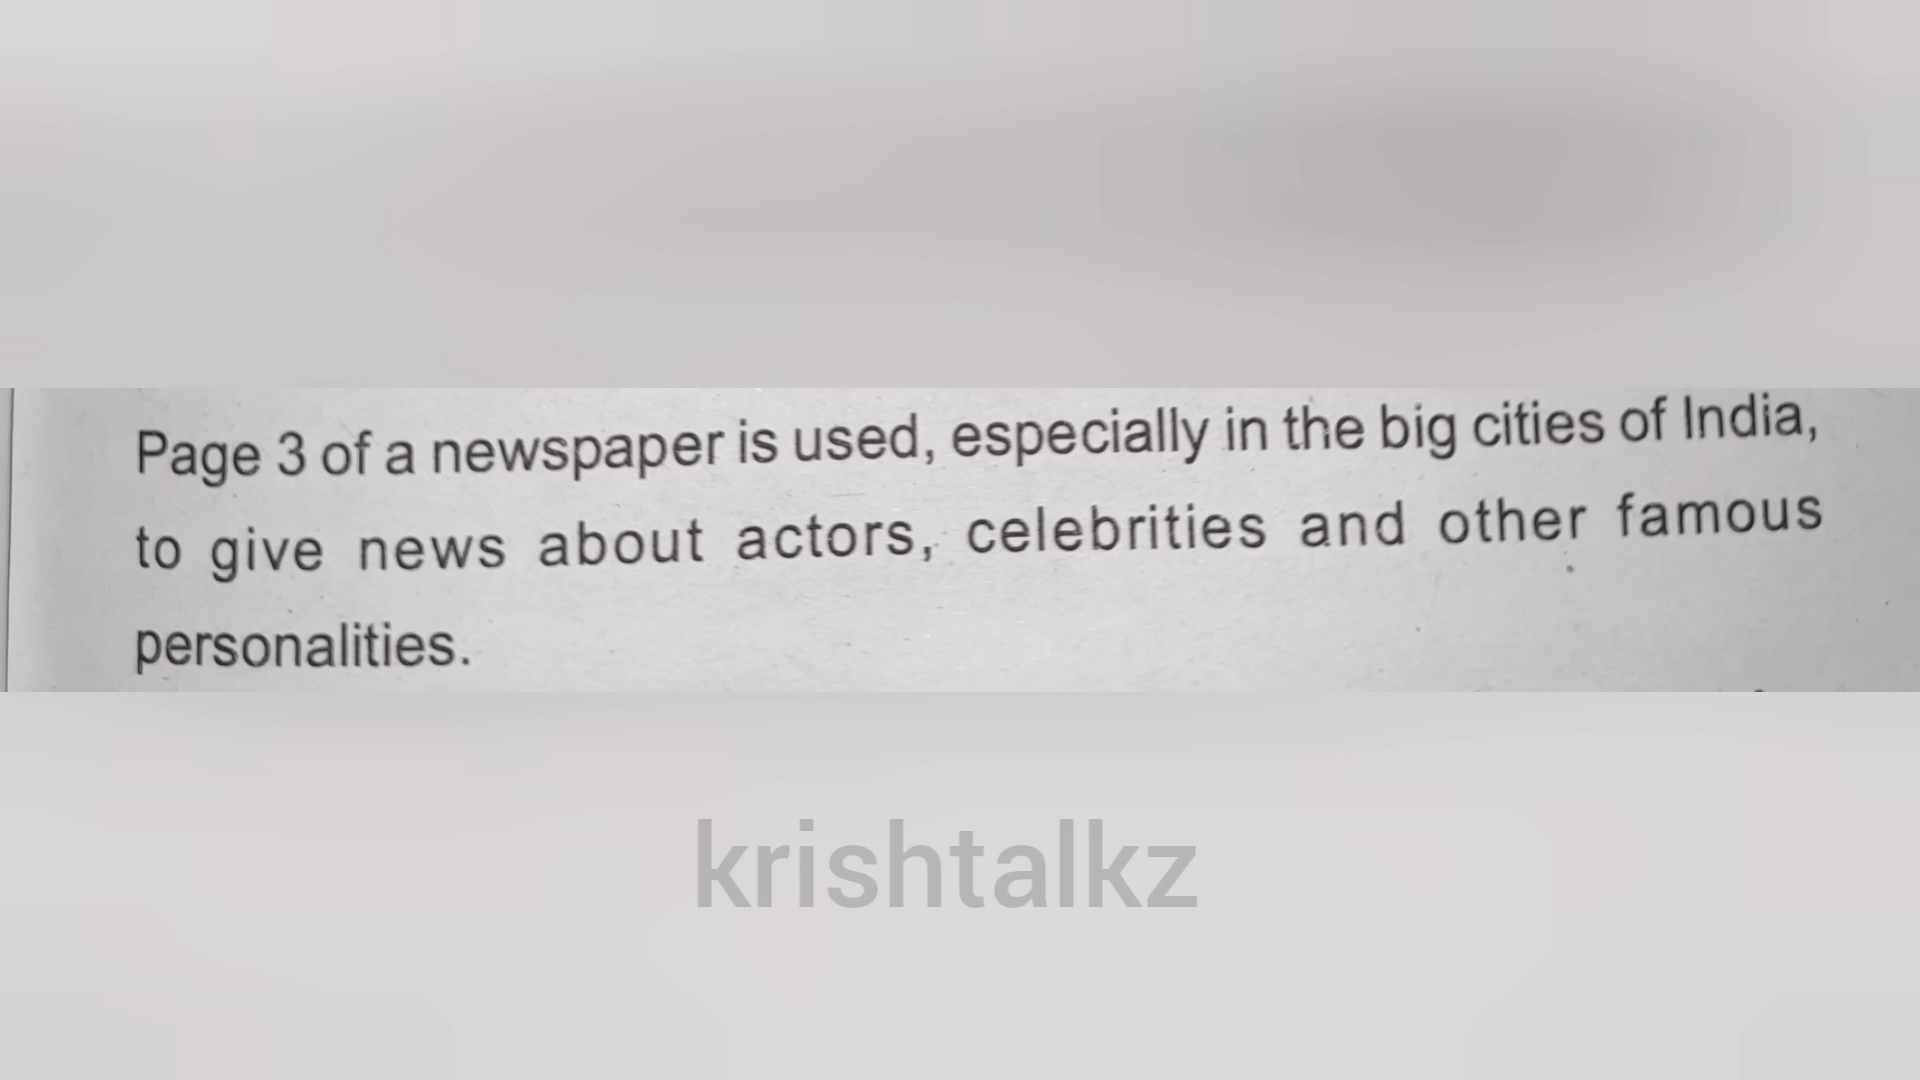 Page 3 of a newspaper is used, especially in the big cities of India,
to give news about actors, celebrities and other famous
personalities.
krishtalkz